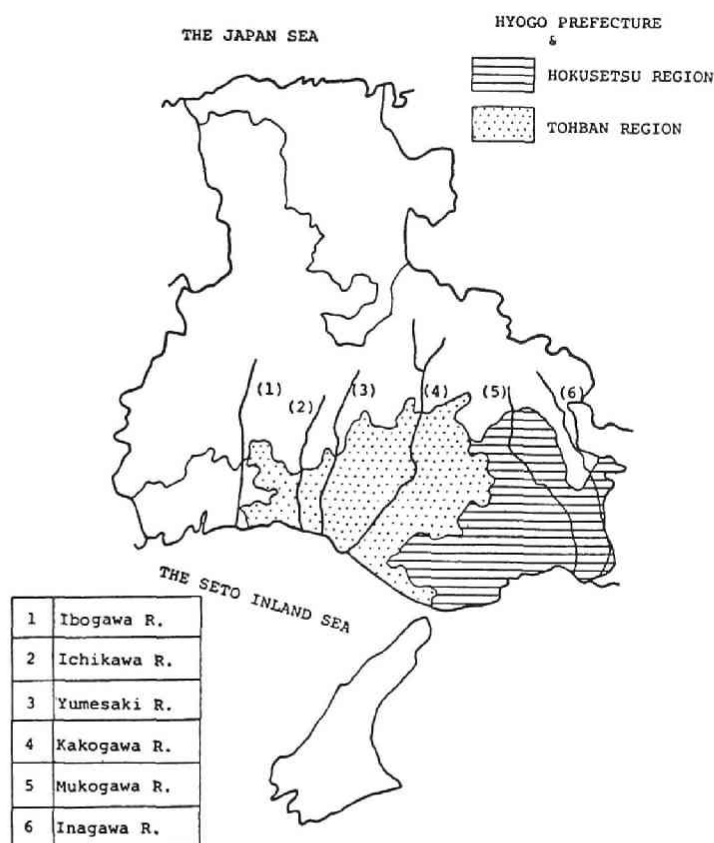 THE JAPAN SEA
HYOGO PREFECTURE
&
HOKUSETSU REGION
TOHBAN REGION
(1)
(2)
(3)
(4)
(5)
(6)
THE SETO INLAND SEA
1 Ibogawa R.
2 Ichikawa R.
3 Yumesaki R.
4 Kakogawa R.
5 Mukogawa R.
6 Inagawa R.